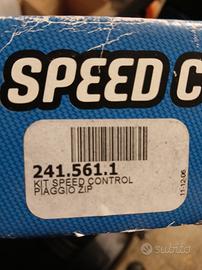 SPEED C
241.561.1
KIT SPEED CONTROL
PIAGGIO ZIP
11-12-06
subito